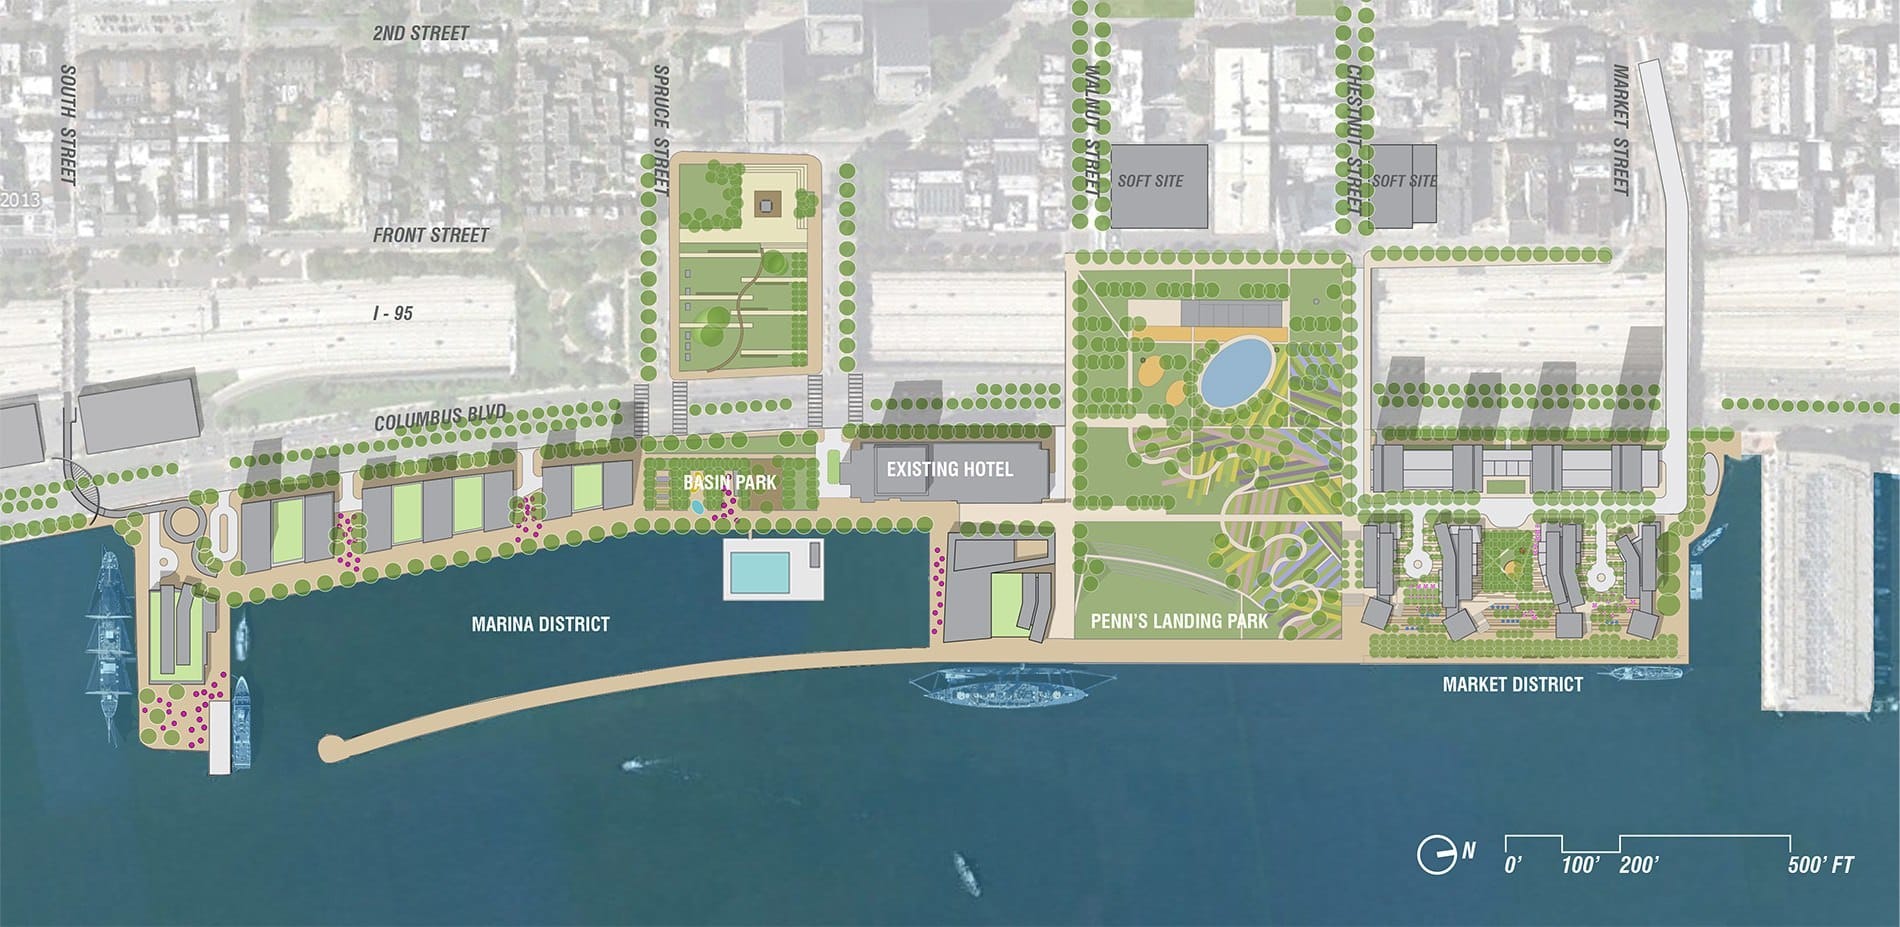 2ND STREET
SOUTH STREET
SPRUCE STREET
WALNUT STREET
CHESTNUT STREET
MARKET STREET
SOFT SITE
SOFT SITE
2013
FRONT STREET
I - 95
COLUMBUS BLVD
EXISTING HOTEL
BASIN PARK
MARINA DISTRICT
PENN'S LANDING PARK
MARKET DISTRICT
N
0' 100' 200' 500' FT